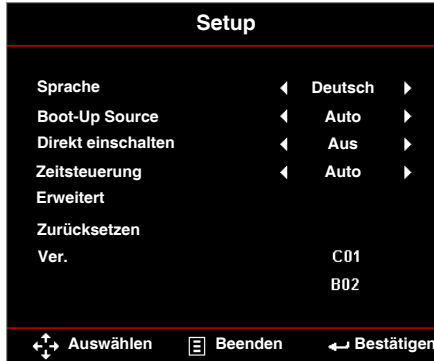 Setup
Sprache Deutsch
Boot-Up Source Auto
Direkt einschalten Aus
Zeitsteuerung Auto
Erweitert
Zurücksetzen
Ver. C01
B02
Auswählen Beenden Bestätigen